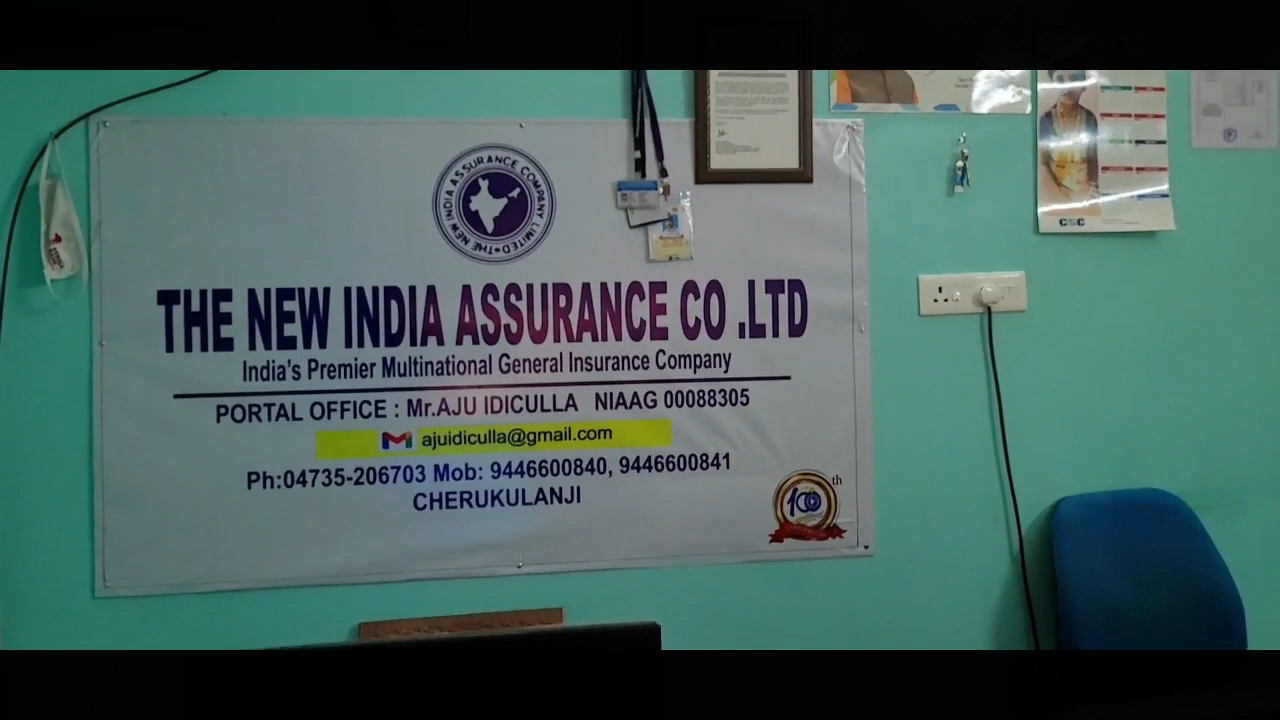 THE NEW INDIA ASSURANCE COMPANY LIMITED
THE NEW INDIA ASSURANCE CO .LTD
India's Premier Multinational General Insurance Company
PORTAL OFFICE : Mr.AJU IDICULLA NIAAG 00088305
ajuidiculla@gmail.com
Ph:04735-206703 Mob: 9446600840, 9446600841
CHERUKULANJI
100th
CSC